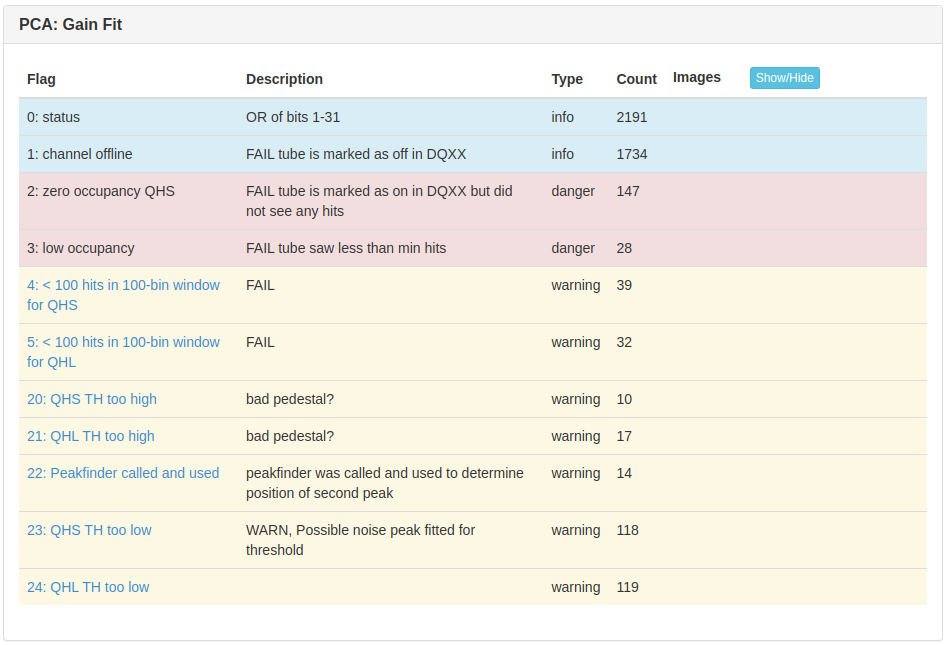 PCA: Gain Fit
Flag Description Type Count Images Show/Hide
0: status OR of bits 1-31 info 2191
1: channel offline FAIL tube is marked as off in DQXX info 1734
2: zero occupancy QHS FAIL tube is marked as on in DQXX but did danger 147
not see any hits
3: low occupancy FAIL tube saw less than min hits danger 28
4: < 100 hits in 100-bin window FAIL warning 39
for QHS
5: < 100 hits in 100-bin window FAIL warning 32
for QHL
20: QHS TH too high bad pedestal? warning 10
21: QHL TH too high bad pedestal? warning 17
22: Peakfinder called and used peakfinder was called and used to determine warning 14
position of second peak
23: QHS TH too low WARN, Possible noise peak fitted for warning 118
threshold
24: QHL TH too low warning 119